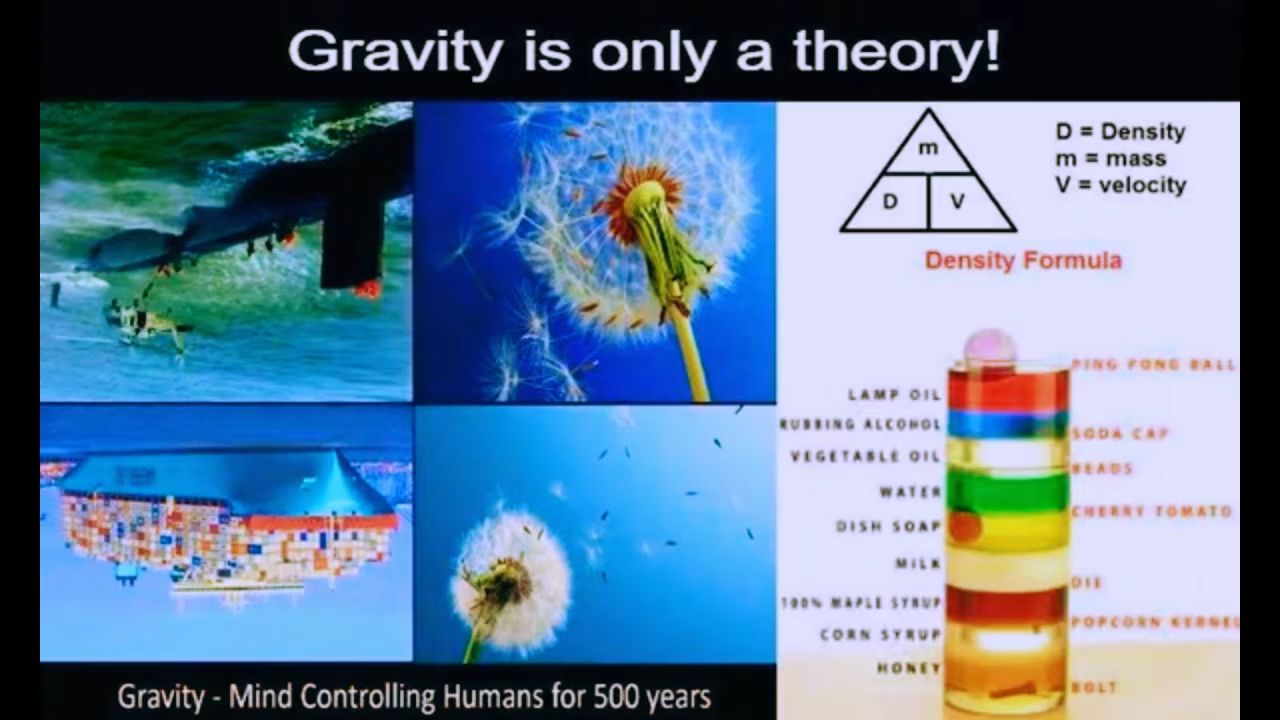 Gravity is only a theory!
m
D V
D = Density
m = mass
V = velocity
Density Formula
PING PONG BALL
LAMP OIL
RUBBING ALCOHOL
SODA CAP
VEGETABLE OIL
BEADS
WATER
CHERRY TOMATO
DISH SOAP
MILK
DIE
100% MAPLE SYRUP
POPCORN KERNEL
CORN SYRUP
HONEY
BOLT
Gravity - Mind Controlling Humans for 500 years